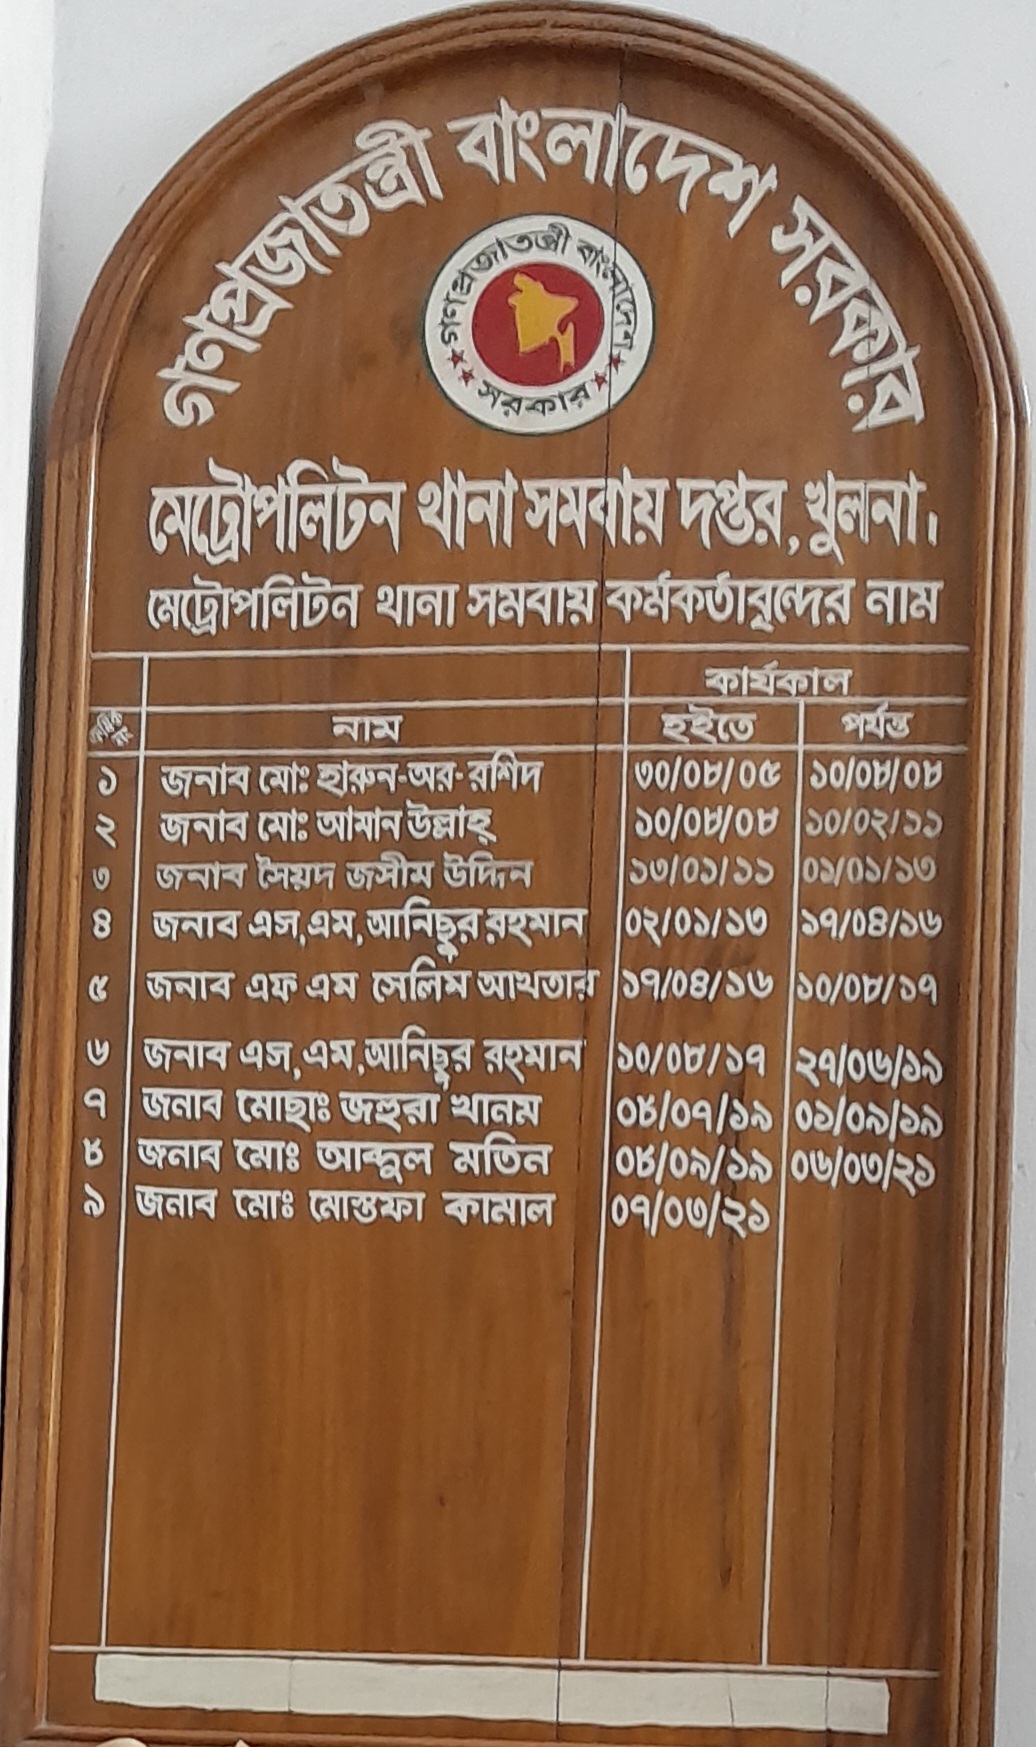 গণপ্রজাতন্ত্রী বাংলাদেশ সরকার
গণপ্রজাতন্ত্রী বাংলাদেশ
সরকার
মেট্রোপলিটন থানা সমবায় দপ্তর, খুলনা।
মেট্রোপলিটন থানা সমবায় কর্মকর্তাবৃন্দের নাম
কার্যকাল
ক্রমিক নং নাম হইতে পর্যন্ত
১ জনাব মোঃ হারুন-অর-রশিদ ৩০/০৮/০৫ ১০/০৮/০৮
২ জনাব মোঃ আমান উল্লাহ্ ১০/০৮/০৮ ১০/০২/১১
৩ জনাব সৈয়দ জসীম উদ্দিন ১৩/০১/১১ ০১/০১/১৩
৪ জনাব এস,এম,আনিছুর রহমান ০২/০১/১৩ ১৭/০৪/১৬
৫ জনাব এফ এম সেলিম আখতার ১৭/০৪/১৬ ১০/০৮/১৭
৬ জনাব এস,এম,আনিছুর রহমান ১০/০৮/১৭ ২৭/০৬/১৯
৭ জনাব মোছাঃ জহুরা খানম ০৮/০৭/১৯ ০১/০৯/১৯
৮ জনাব মোঃ আব্দুল মতিন ০৮/০৯/১৯ ০৬/০৩/২১
৯ জনাব মোঃ মোস্তফা কামাল ০৭/০৩/২১